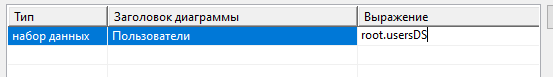 Тип Заголовок диаграммы Выражение
набор данных Пользователи root.usersDS